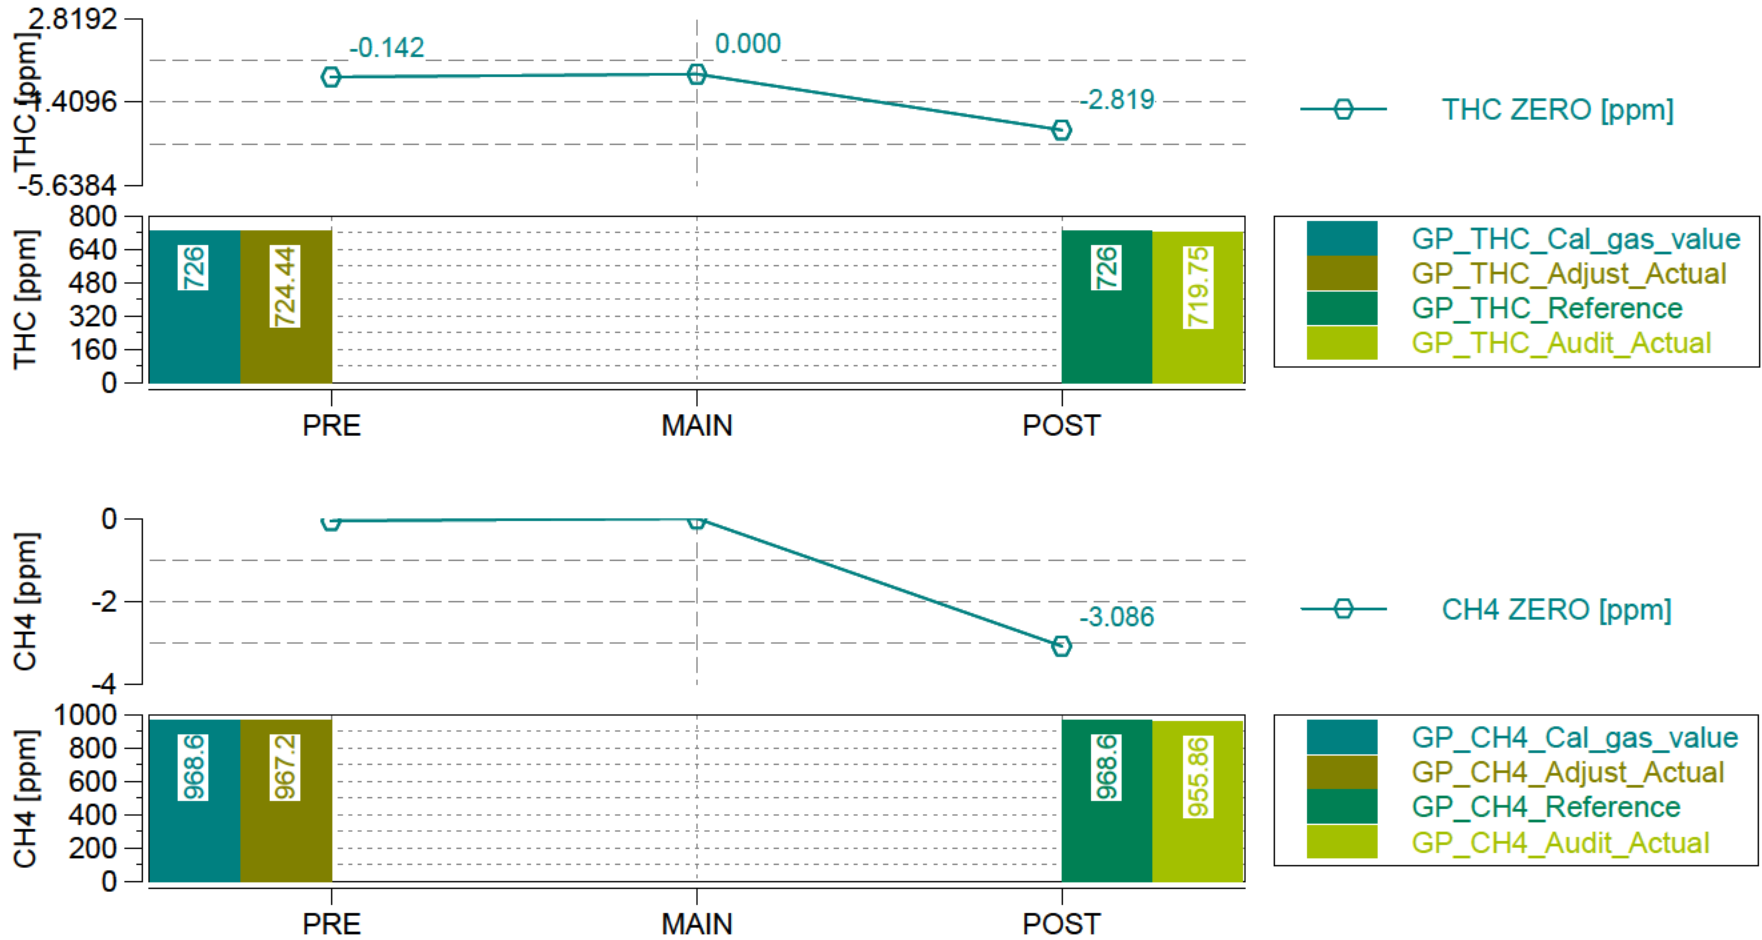 2.8192
-1.4096
-5.6384
THC [ppm]
-0.142
0.000
-2.819
THC ZERO [ppm]
800
640
480
320
160
0
THC [ppm]
726
724.44
726
719.75
GP_THC_Cal_gas_value
GP_THC_Adjust_Actual
GP_THC_Reference
GP_THC_Audit_Actual
PRE MAIN POST
0
-2
-4
CH4 [ppm]
-3.086
CH4 ZERO [ppm]
1000
800
600
400
200
0
CH4 [ppm]
968.6
967.2
968.6
955.86
GP_CH4_Cal_gas_value
GP_CH4_Adjust_Actual
GP_CH4_Reference
GP_CH4_Audit_Actual
PRE MAIN POST